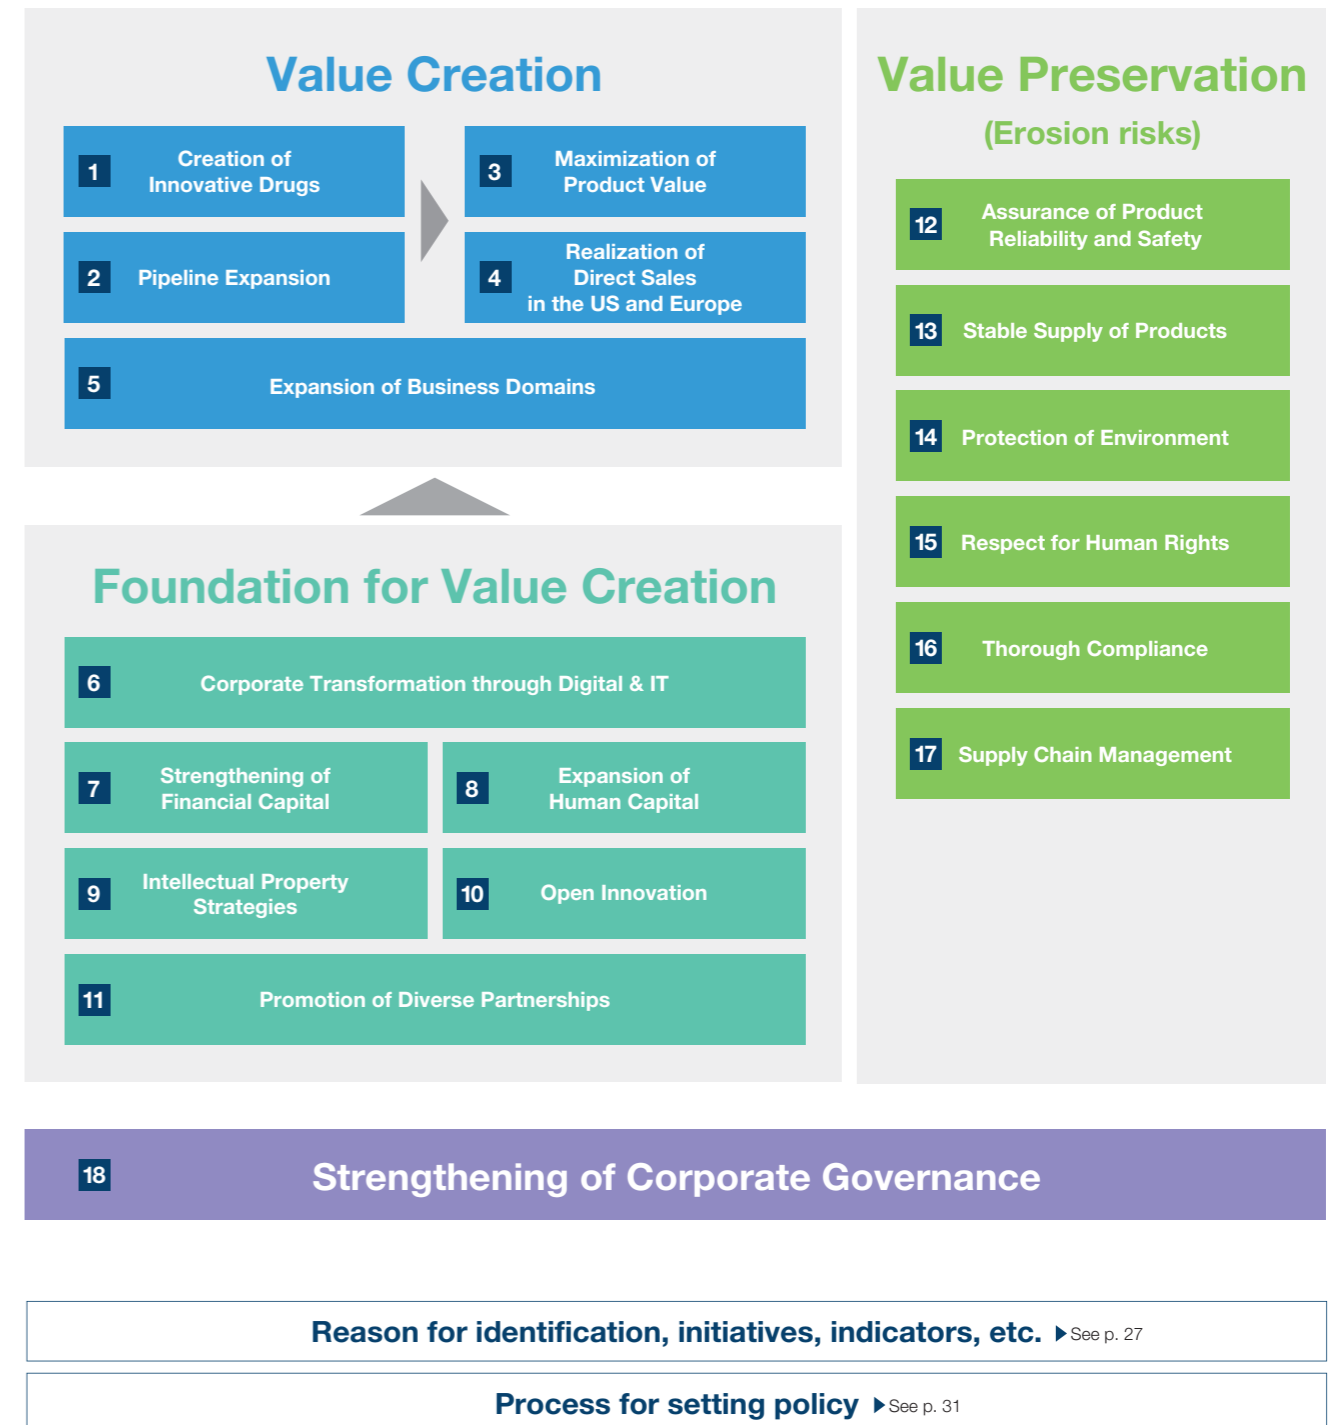 Value Creation
1
Creation of
Innovative Drugs
2
Pipeline Expansion
3
Maximization of
Product Value
4
Realization of
Direct Sales
in the US and Europe
5
Expansion of Business Domains
Foundation for Value Creation
6
Corporate Transformation through Digital & IT
7
Strengthening of
Financial Capital
8
Expansion of
Human Capital
9
Intellectual Property
Strategies
10
Open Innovation
11
Promotion of Diverse Partnerships
Value Preservation
(Erosion risks)
12
Assurance of Product
Reliability and Safety
13
Stable Supply of Products
14
Protection of Environment
15
Respect for Human Rights
16
Thorough Compliance
17
Supply Chain Management
18
Strengthening of Corporate Governance
Reason for identification, initiatives, indicators, etc. See p. 27
Process for setting policy See p. 31